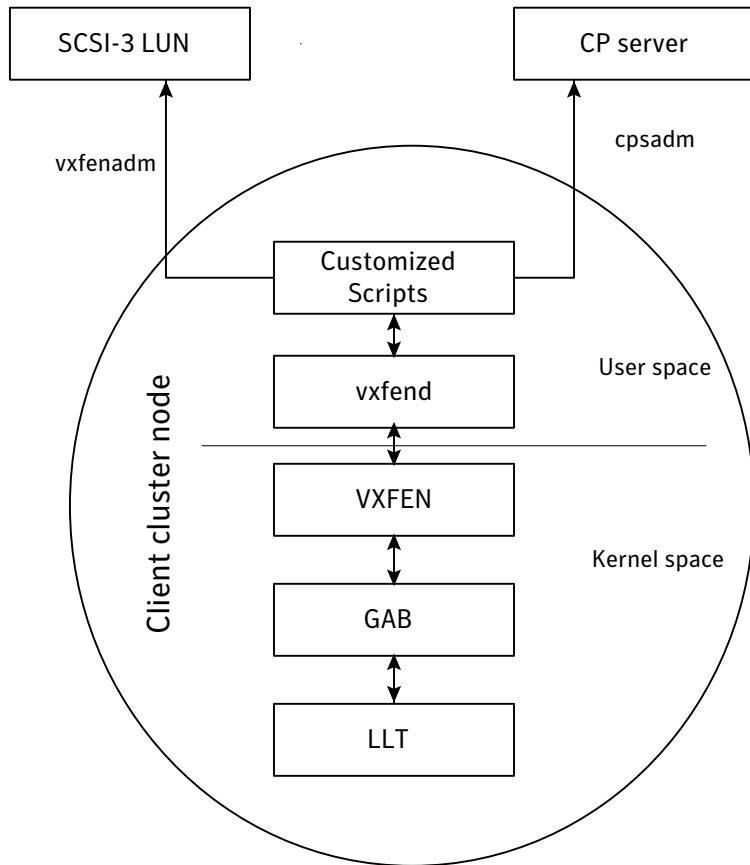 SCSI-3 LUN
CP server
vxfenadm
cpsadm
Customized
Scripts
vxfend
User space
Client cluster node
VXFEN
Kernel space
GAB
LLT